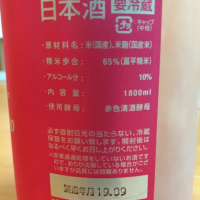 日本酒
要冷蔵
キャップ
(中栓)
・原材料名: 米(国産)、米麹(国産米)
・精米歩合: 65%(扁平精米)
・アルコール分: 10%
・内容量: 1800ml
・使用酵母: 赤色清酒酵母
必ず直射日光の当たらない、冷蔵
保管をお願い致します。開封後は
なるべく早くお召し上がりください。
製造年月19.09